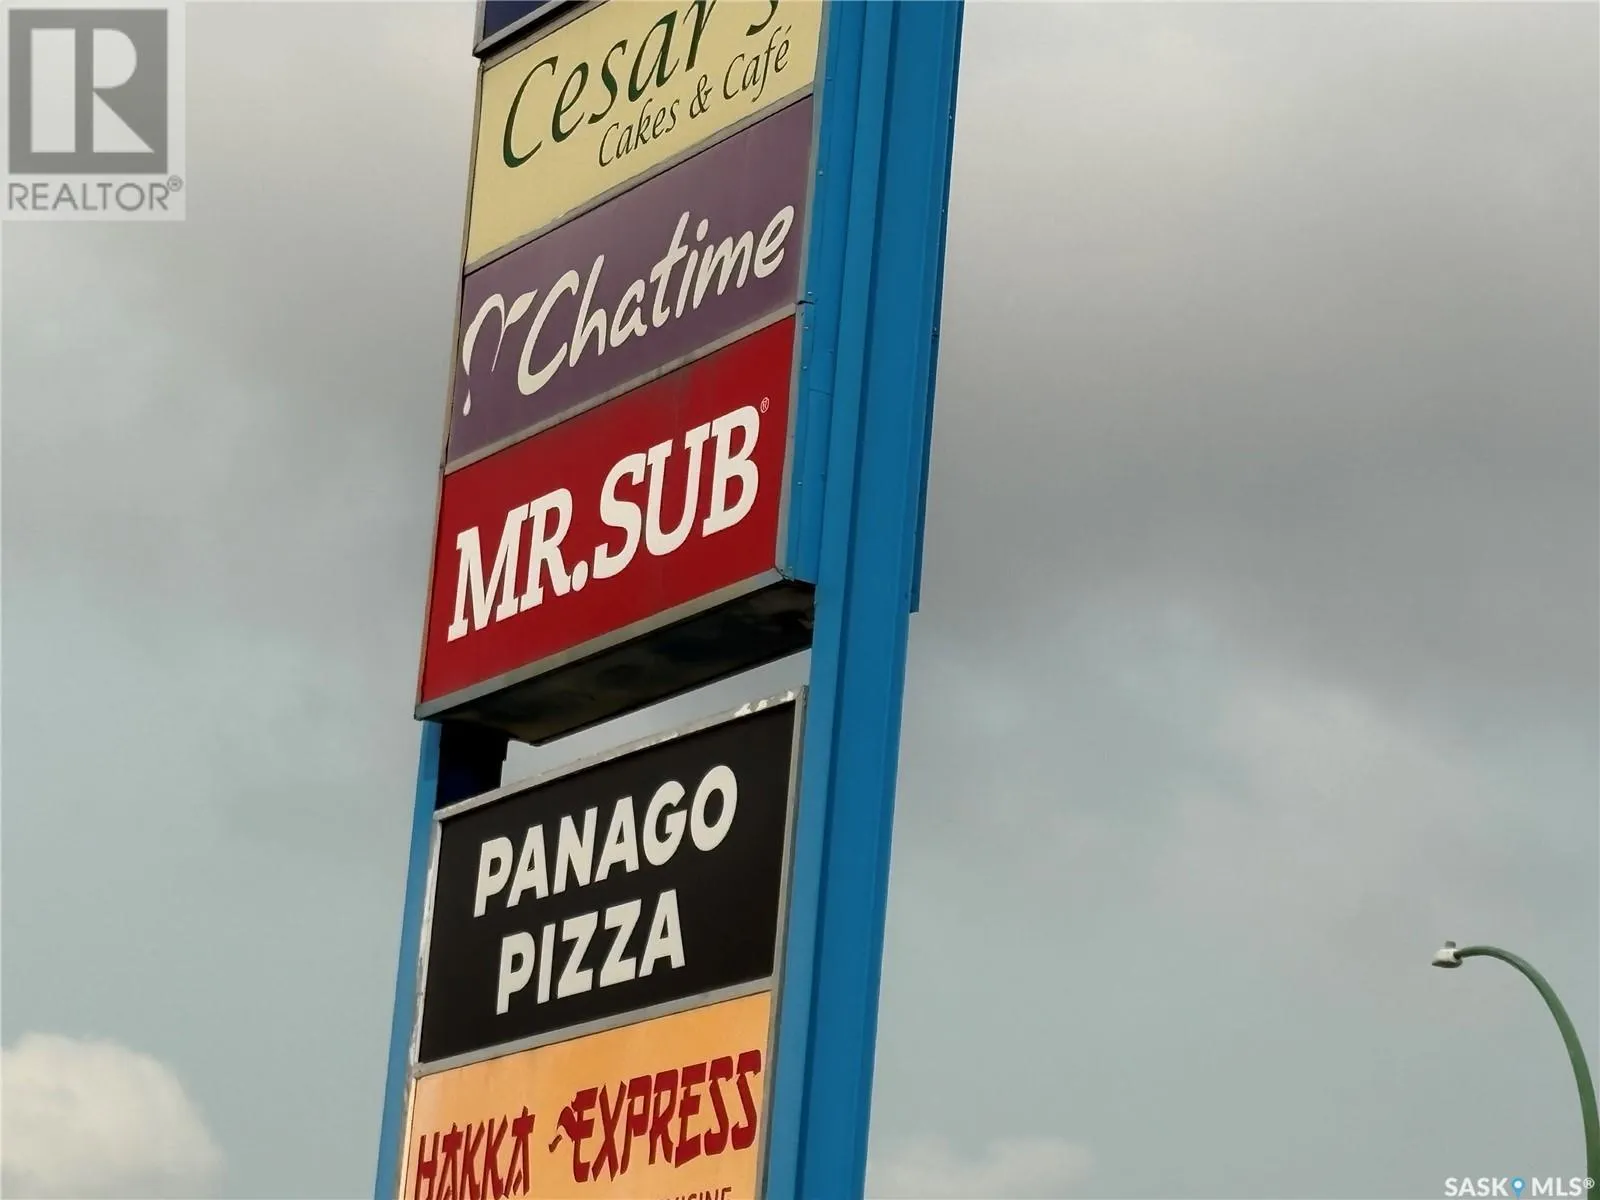 R
REALTOR®
Cesar's
Cakes & Café
Chatime
MR.SUB®
PANAGO
PIZZA
HAKKA EXPRESS
SASK MLS®